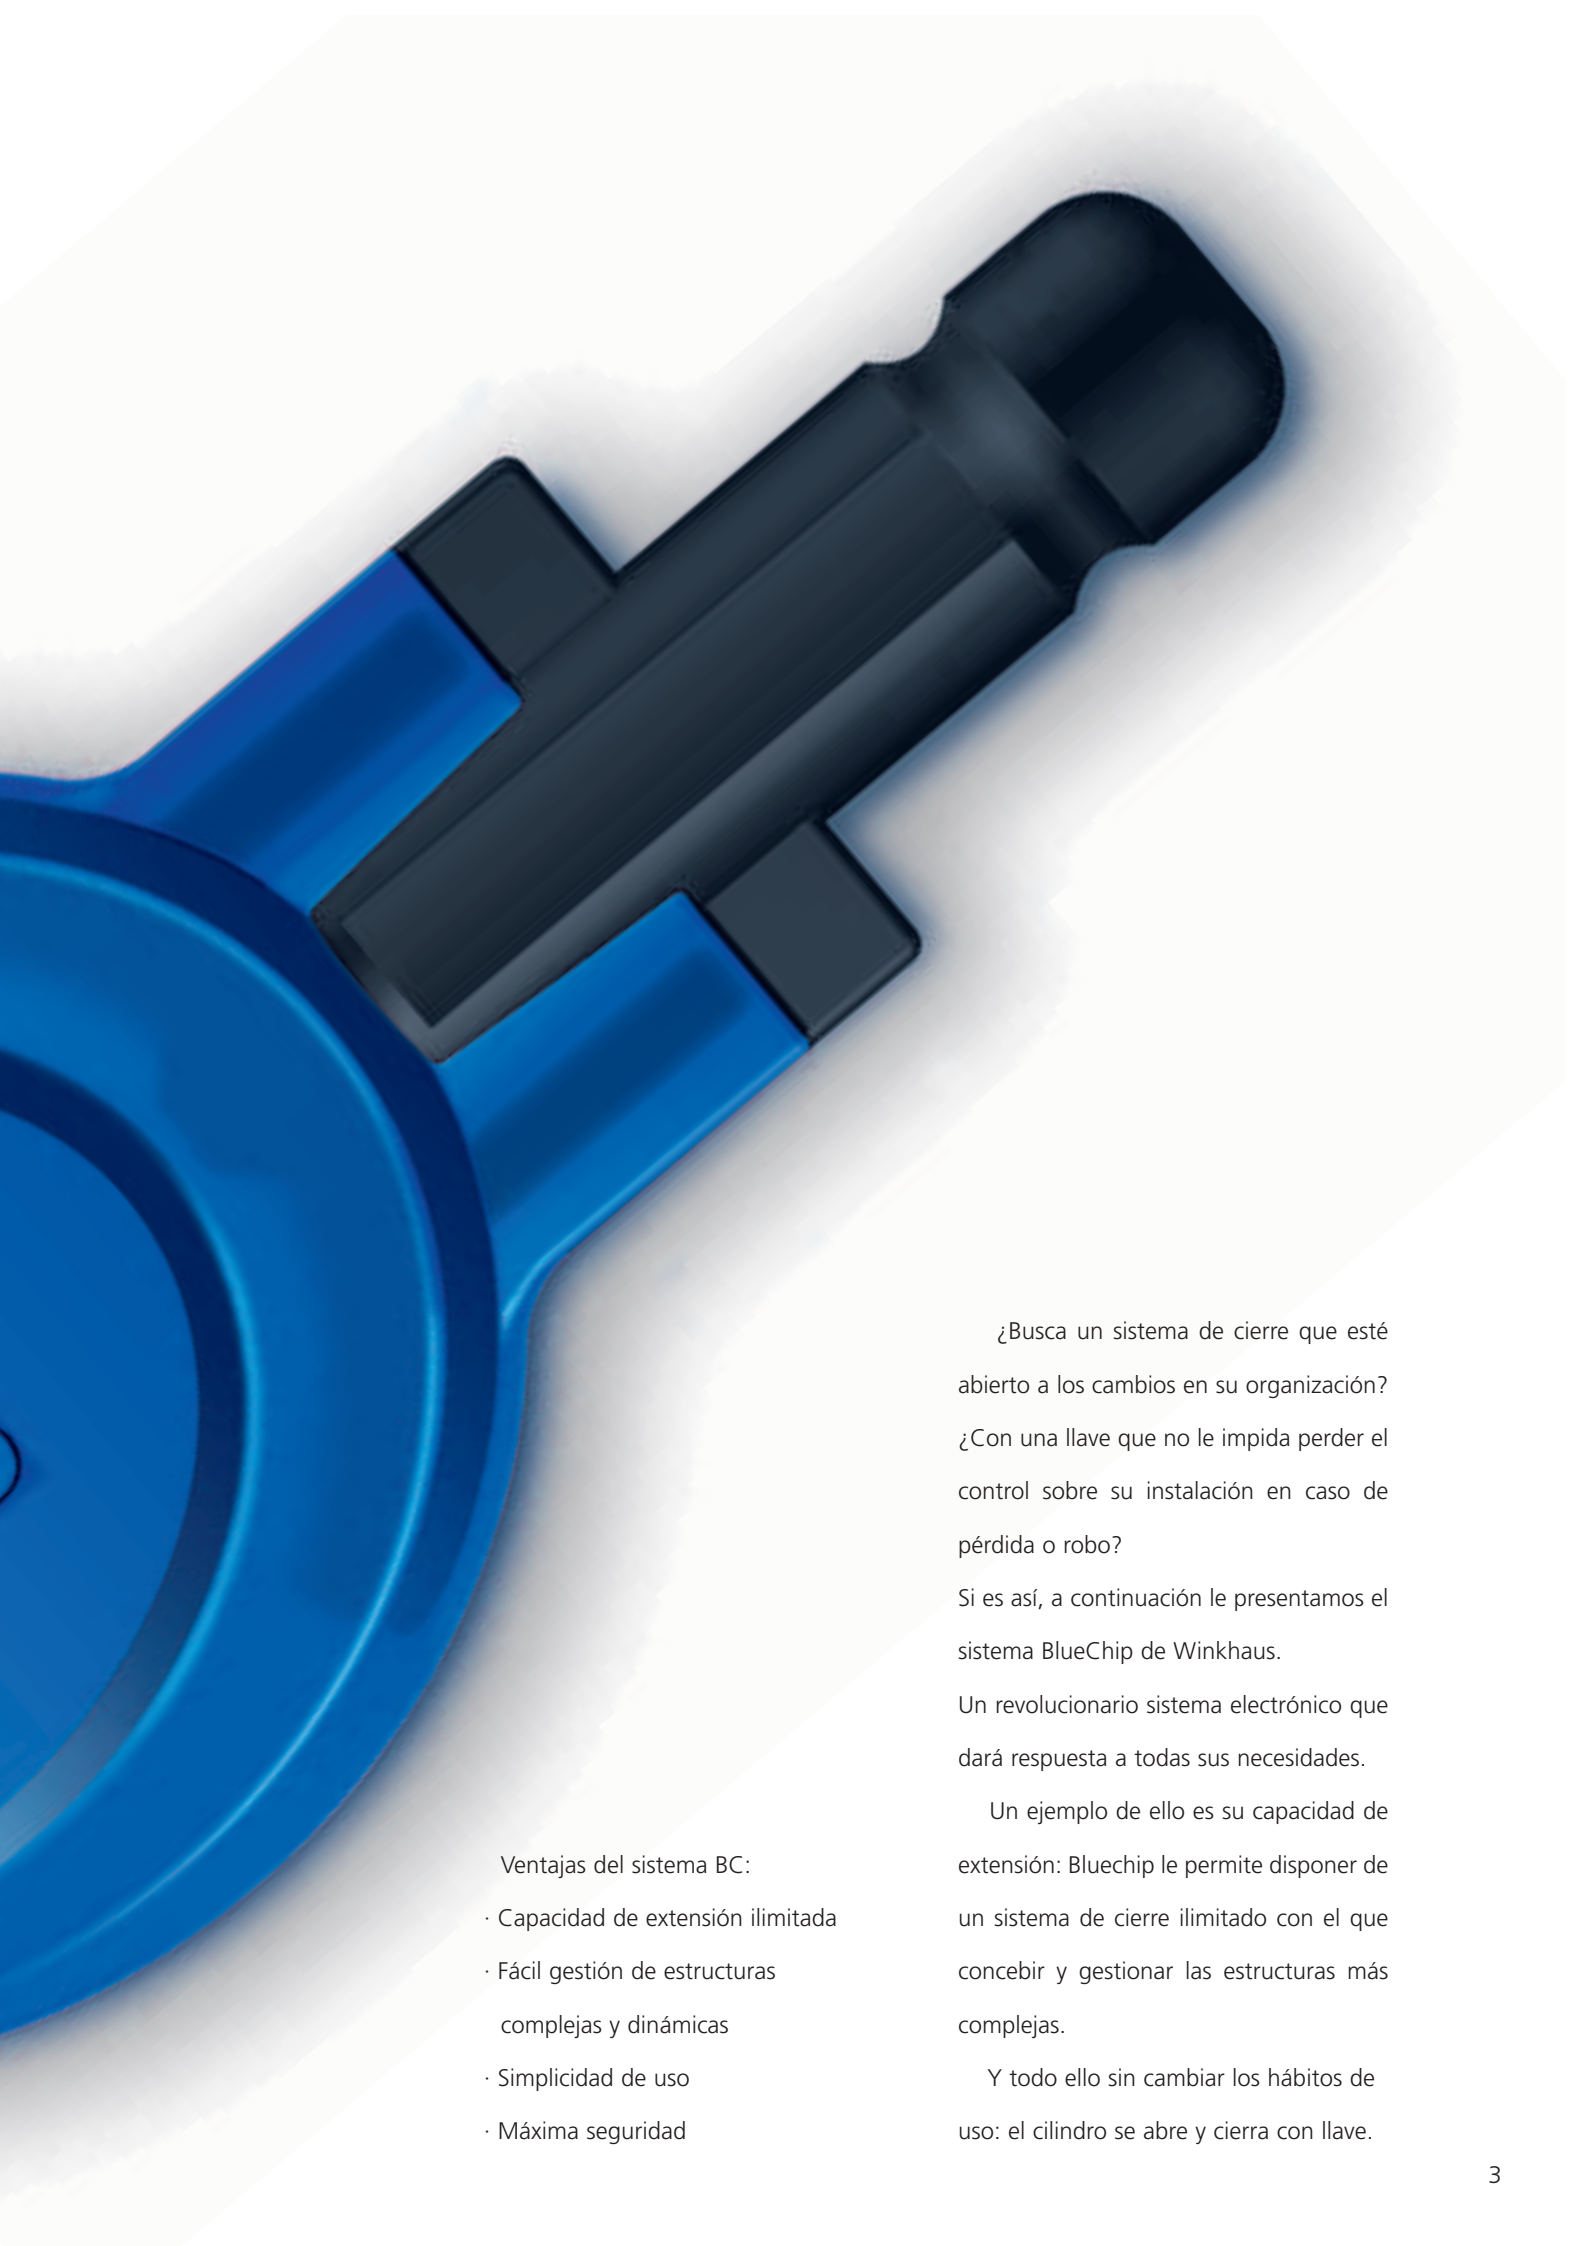 ¿Busca un sistema de cierre que esté
abierto a los cambios en su organización?
¿Con una llave que no le impida perder el
control sobre su instalación en caso de
pérdida o robo?
Si es así, a continuación le presentamos el
sistema BlueChip de Winkhaus.
Un revolucionario sistema electrónico que
dará respuesta a todas sus necesidades.
Un ejemplo de ello es su capacidad de
extensión: Bluechip le permite disponer de
un sistema de cierre ilimitado con el que
concebir y gestionar las estructuras más
complejas.
Y todo ello sin cambiar los hábitos de
uso: el cilindro se abre y cierra con llave.
Ventajas del sistema BC:
· Capacidad de extensión ilimitada
· Fácil gestión de estructuras
complejas y dinámicas
· Simplicidad de uso
· Máxima seguridad
3